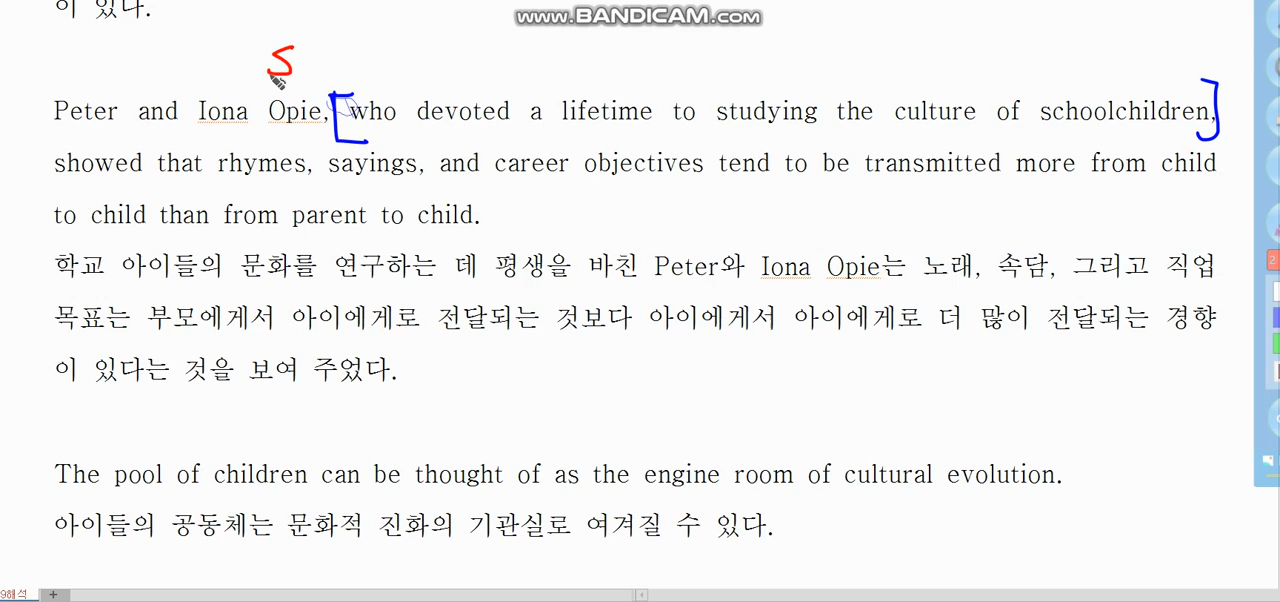 이 있다.
www.BANDICAM.com
S
Peter and Iona Opie, who devoted a lifetime to studying the culture of schoolchildren,
showed that rhymes, sayings, and career objectives tend to be transmitted more from child
to child than from parent to child.
학교 아이들의 문화를 연구하는 데 평생을 바친 Peter와 Iona Opie는 노래, 속담, 그리고 직업
목표는 부모에게서 아이에게로 전달되는 것보다 아이에게서 아이에게로 더 많이 전달되는 경향
이 있다는 것을 보여 주었다.
The pool of children can be thought of as the engine room of cultural evolution.
아이들의 공동체는 문화적 진화의 기관실로 여겨질 수 있다.
9해석
2